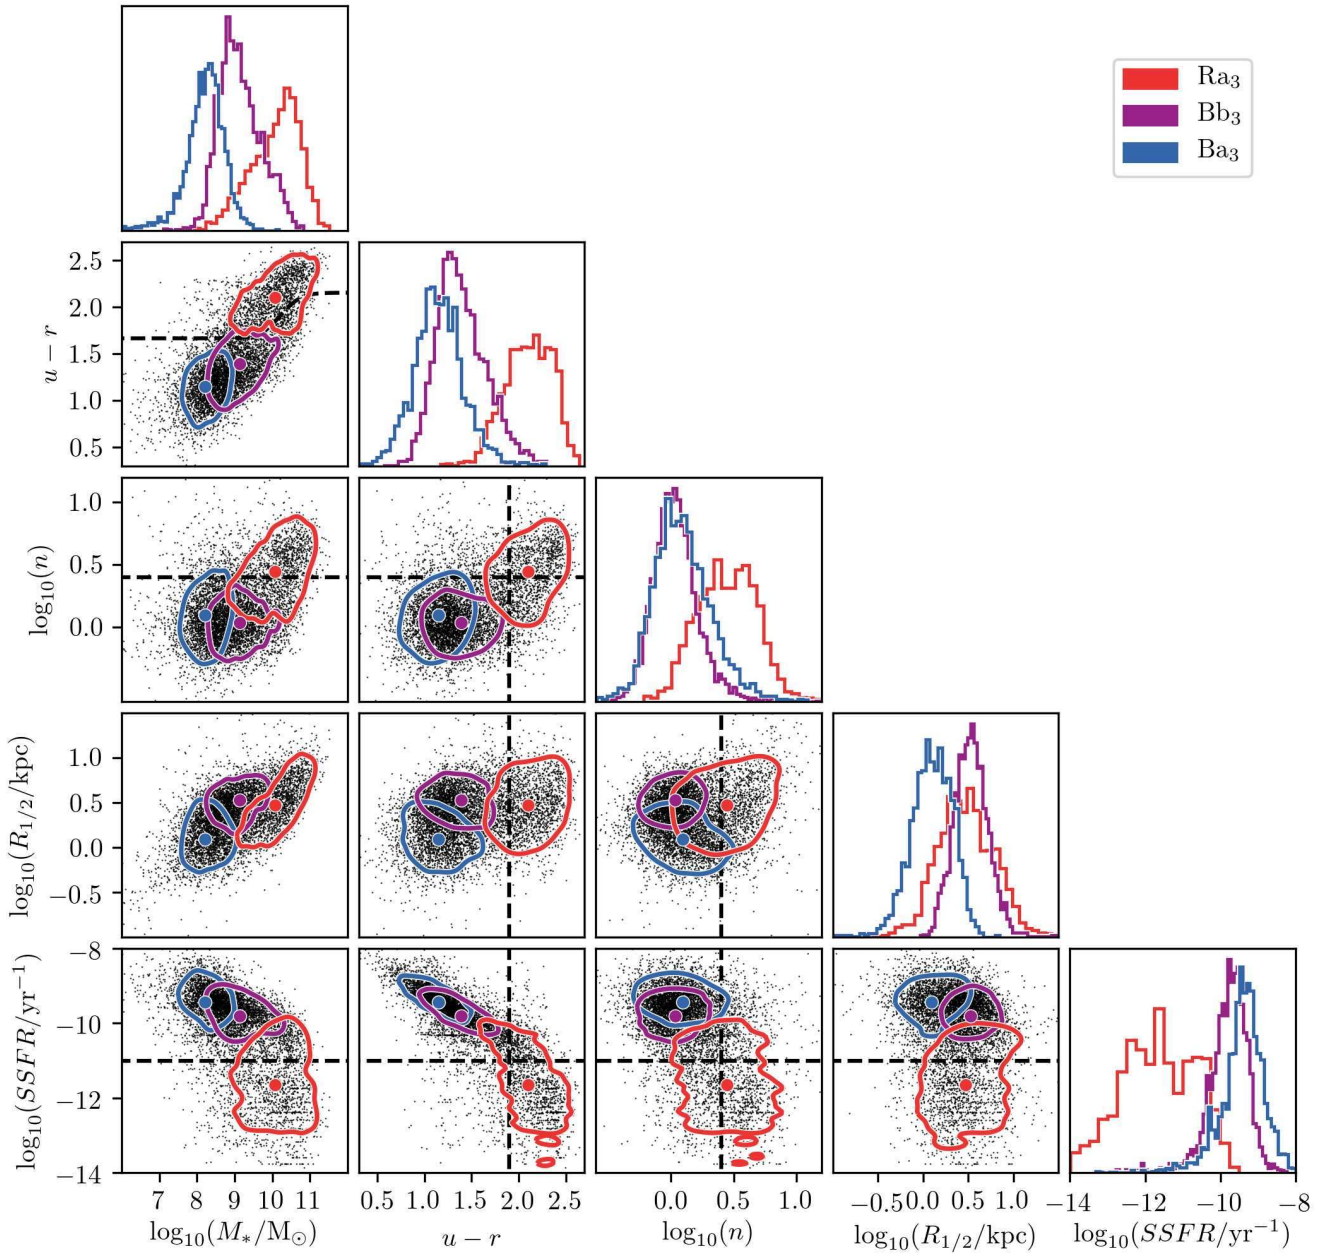 Ra₃
Bb₃
Ba₃
2.5
2.0
1.5
1.0
0.5
u − r
1.0
0.5
0.0
log₁₀(n)
1.0
0.5
0.0
−0.5
log₁₀(R₁/₂/kpc)
−8
−10
−12
−14
log₁₀(SSFR/yr⁻¹)
7 8 9 10 11
0.5 1.0 1.5 2.0 2.5
0.0 0.5 1.0
−0.5 0.0 0.5 1.0
−14 −12 −10 −8
log₁₀(M*/M☉)
u − r
log₁₀(n)
log₁₀(R₁/₂/kpc)
log₁₀(SSFR/yr⁻¹)